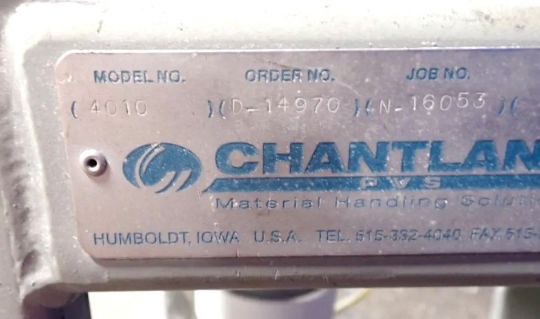 MODEL NO. ORDER NO. JOB NO.
( 4010 )( D-14970 )( N-16053 )(
CHANTLAN
PVS
Material Handling Solut
HUMBOLDT, IOWA U.S.A. TEL. 515-332-4040 FAX 515-